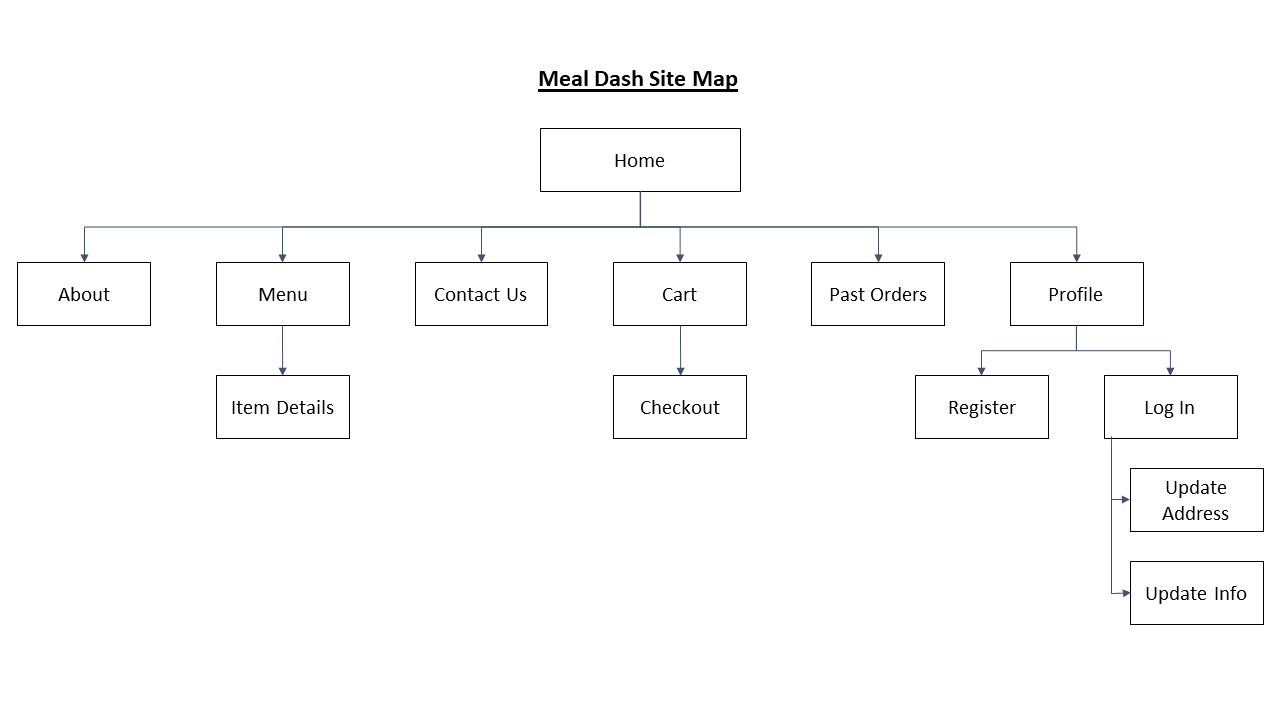 Meal Dash Site Map
Home
About
Menu
Contact Us
Cart
Past Orders
Profile
Item Details
Checkout
Register
Log In
Update
Address
Update Info